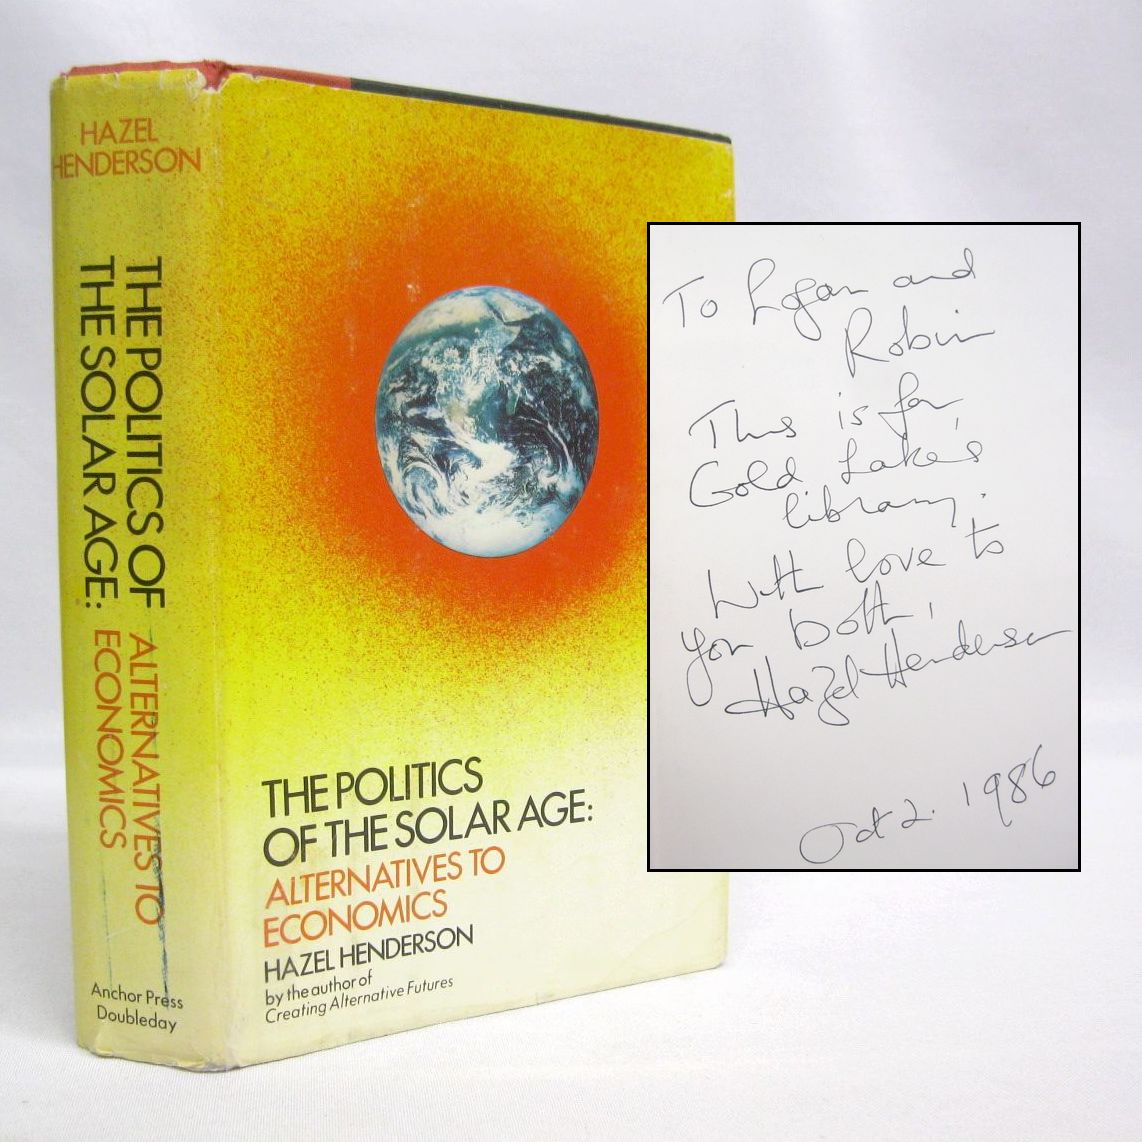 HAZEL
HENDERSON
THE POLITICS OF
THE SOLAR AGE:
ALTERNATIVES TO
ECONOMICS
Anchor Press
Doubleday
THE POLITICS
OF THE SOLAR AGE:
ALTERNATIVES TO
ECONOMICS
HAZEL HENDERSON
by the author of
Creating Alternative Futures
To Logan and
Robin
This is for
Gold Lake's
library.
With love to
you both,
Hazel Henderson
Oct 2. 1986